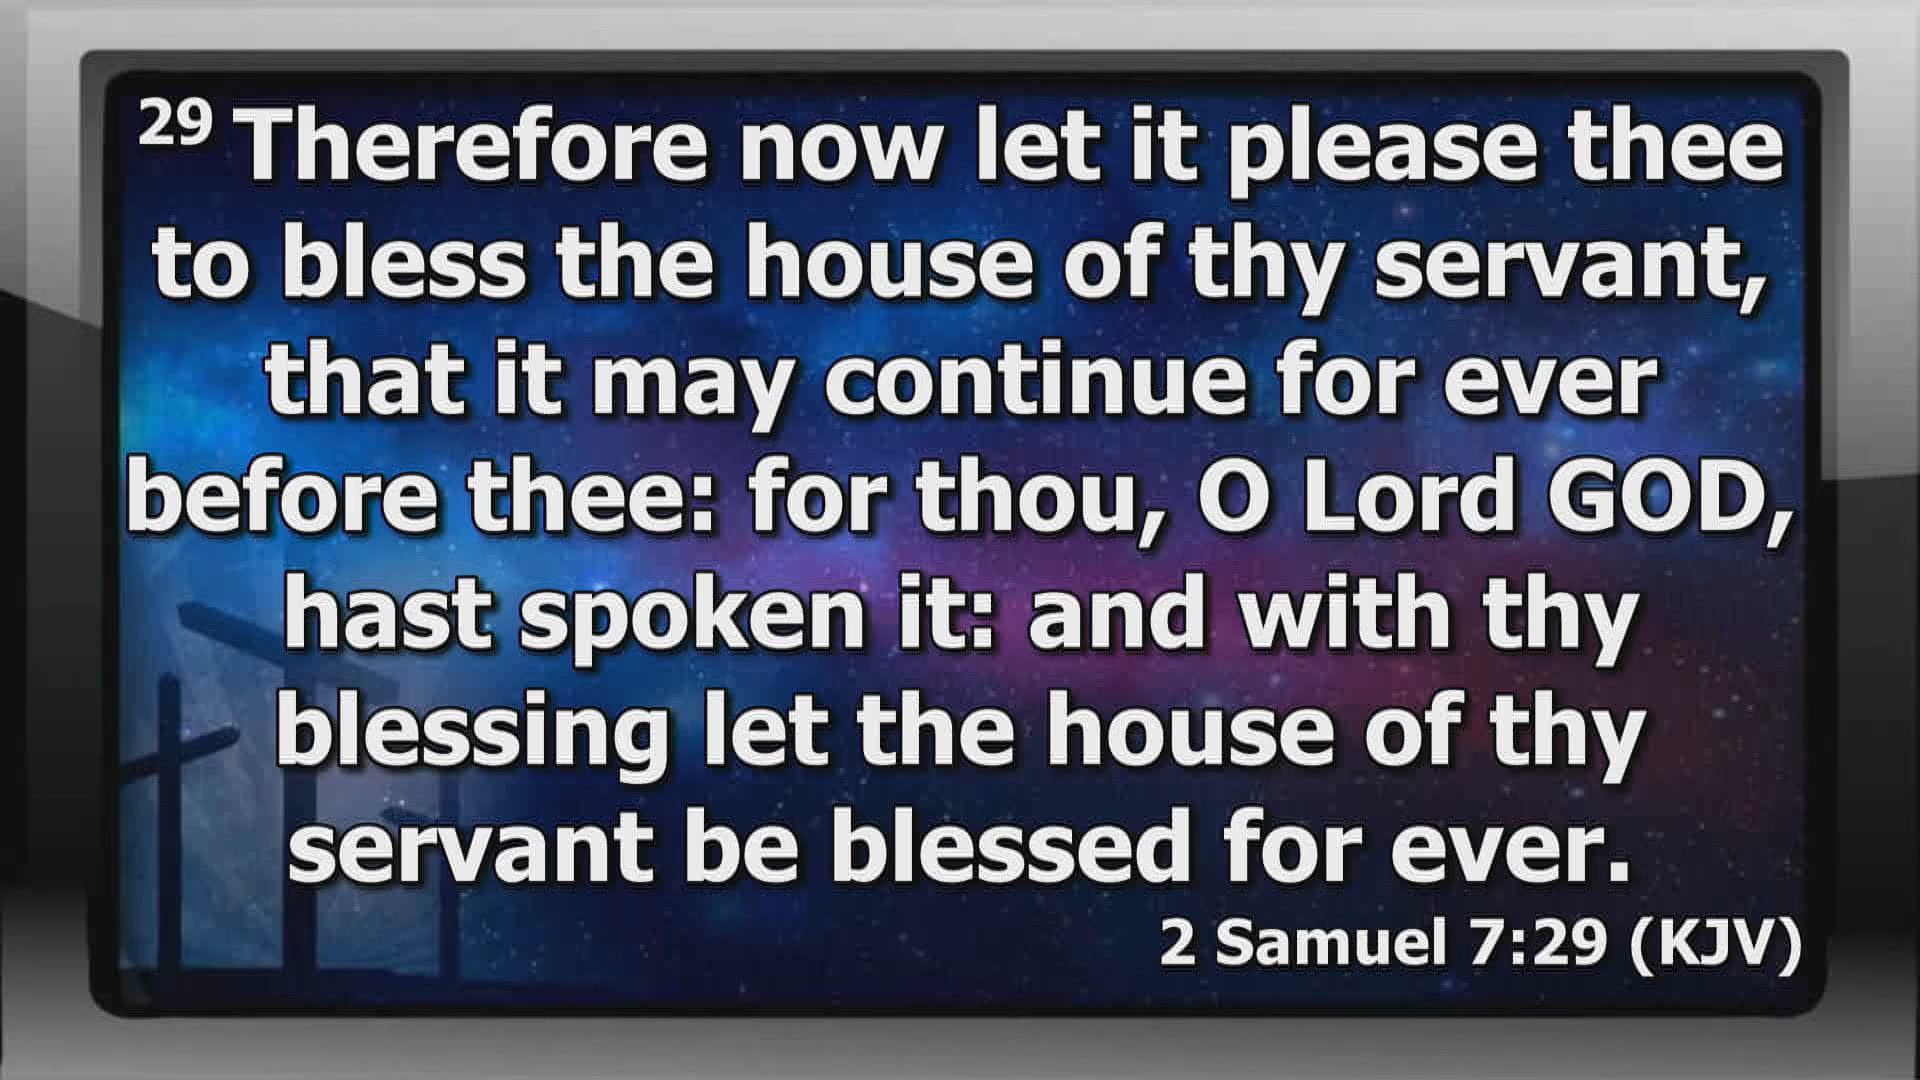 29 Therefore now let it please thee
to bless the house of thy servant,
that it may continue for ever
before thee: for thou, O Lord GOD,
hast spoken it: and with thy
blessing let the house of thy
servant be blessed for ever.
2 Samuel 7:29 (KJV)